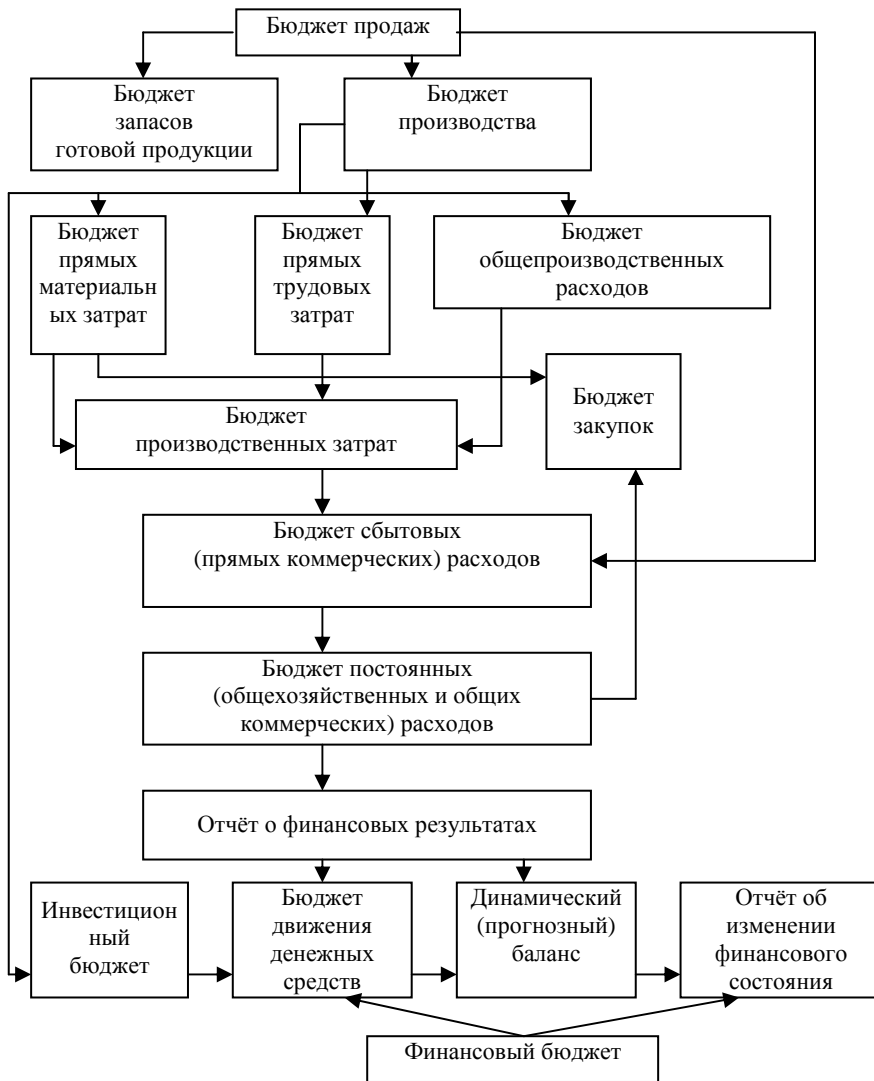 Бюджет продаж
Бюджет
запасов
готовой продукции
Бюджет
производства
Бюджет
прямых
материальн
ых затрат
Бюджет
прямых
трудовых
затрат
Бюджет
общепроизводственных
расходов
Бюджет
закупок
Бюджет
производственных затрат
Бюджет сбытовых
(прямых коммерческих) расходов
Бюджет постоянных
(общехозяйственных и общих
коммерческих) расходов
Отчёт о финансовых результатах
Инвестицион
ный
бюджет
Бюджет
движения
денежных
средств
Динамический
(прогнозный)
баланс
Отчёт об
изменении
финансового
состояния
Финансовый бюджет